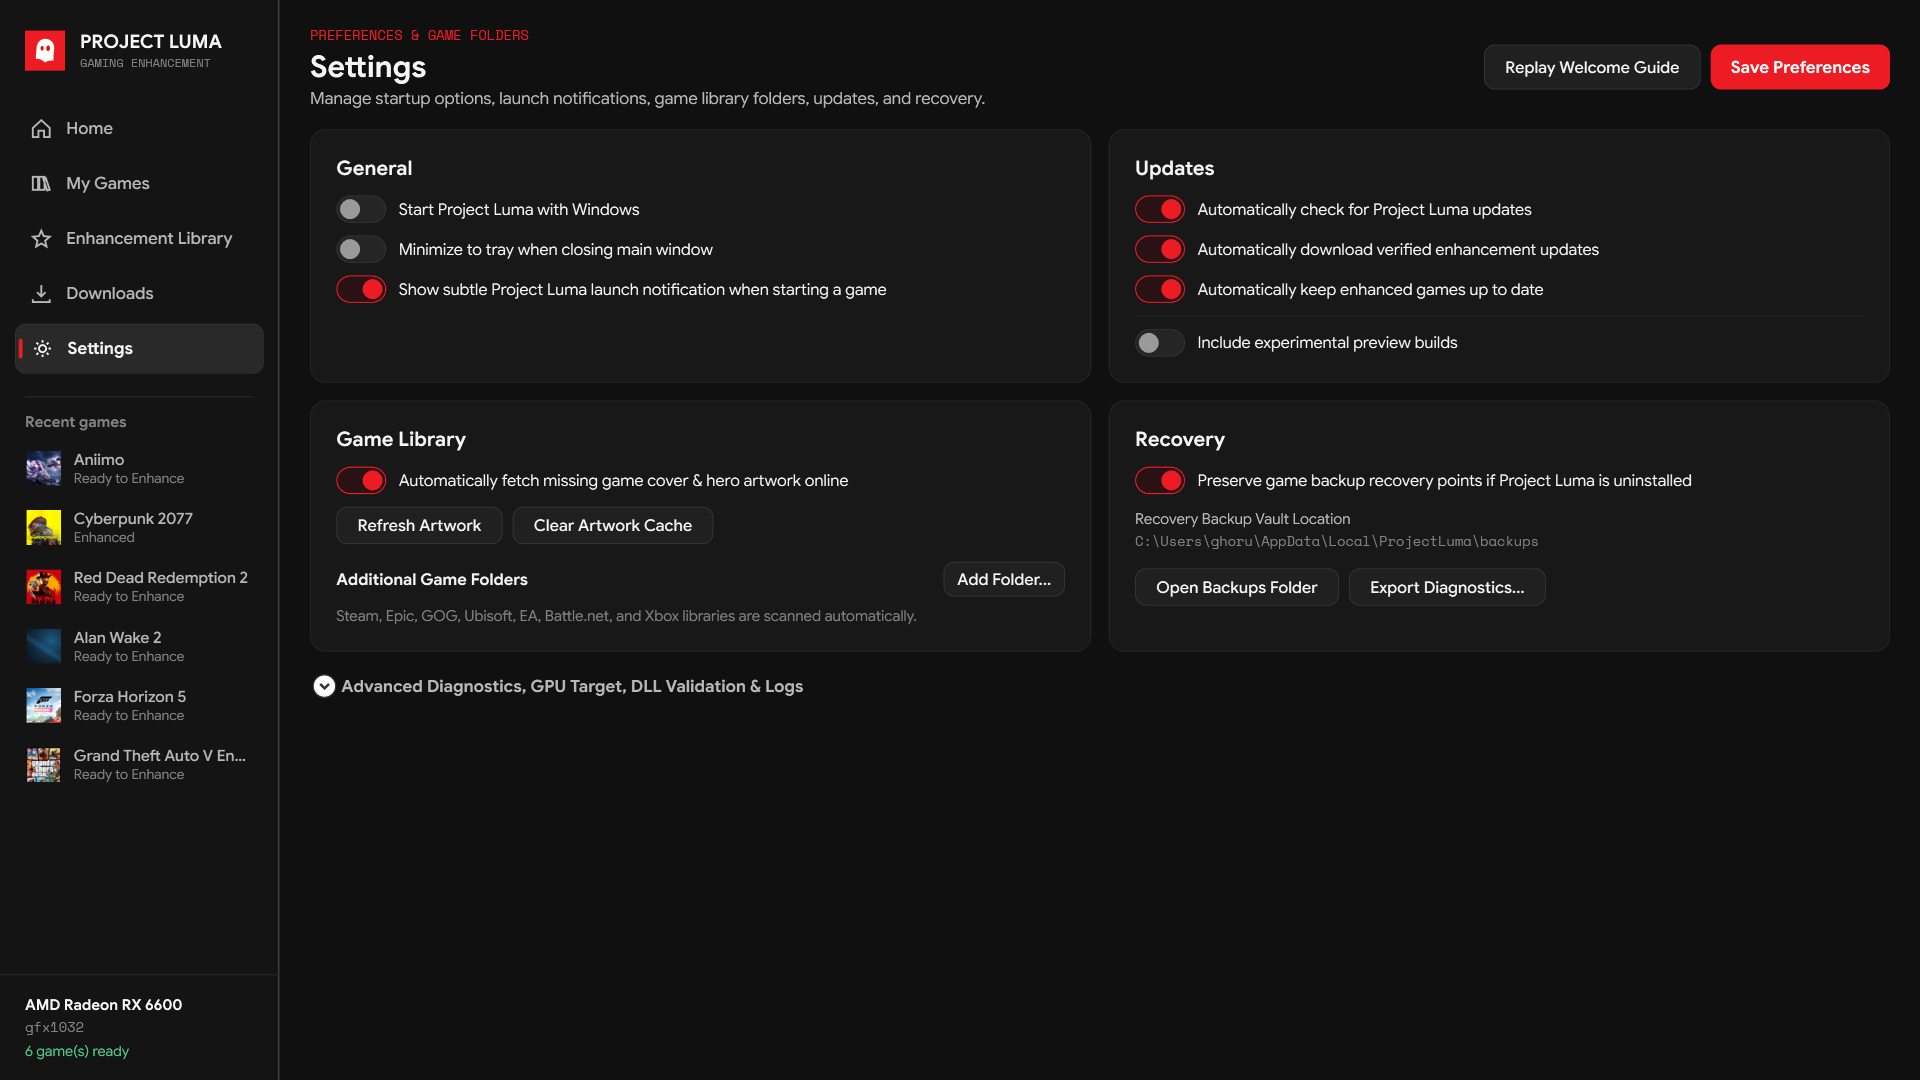 PROJECT LUMA
GAMING ENHANCEMENT
Home
My Games
Enhancement Library
Downloads
Settings
Recent games
Aniimo
Ready to Enhance
Cyberpunk 2077
Enhanced
Red Dead Redemption 2
Ready to Enhance
Alan Wake 2
Ready to Enhance
Forza Horizon 5
Ready to Enhance
Grand Theft Auto V En...
Ready to Enhance
AMD Radeon RX 6600
gfx1032
6 game(s) ready
PREFERENCES & GAME FOLDERS
Settings
Manage startup options, launch notifications, game library folders, updates, and recovery.
Replay Welcome Guide
Save Preferences
General
Start Project Luma with Windows
Minimize to tray when closing main window
Show subtle Project Luma launch notification when starting a game
Updates
Automatically check for Project Luma updates
Automatically download verified enhancement updates
Automatically keep enhanced games up to date
Include experimental preview builds
Game Library
Automatically fetch missing game cover & hero artwork online
Refresh Artwork
Clear Artwork Cache
Additional Game Folders
Add Folder...
Steam, Epic, GOG, Ubisoft, EA, Battle.net, and Xbox libraries are scanned automatically.
Recovery
Preserve game backup recovery points if Project Luma is uninstalled
Recovery Backup Vault Location
C:\Users\ghoru\AppData\Local\ProjectLuma\backups
Open Backups Folder
Export Diagnostics...
Advanced Diagnostics, GPU Target, DLL Validation & Logs